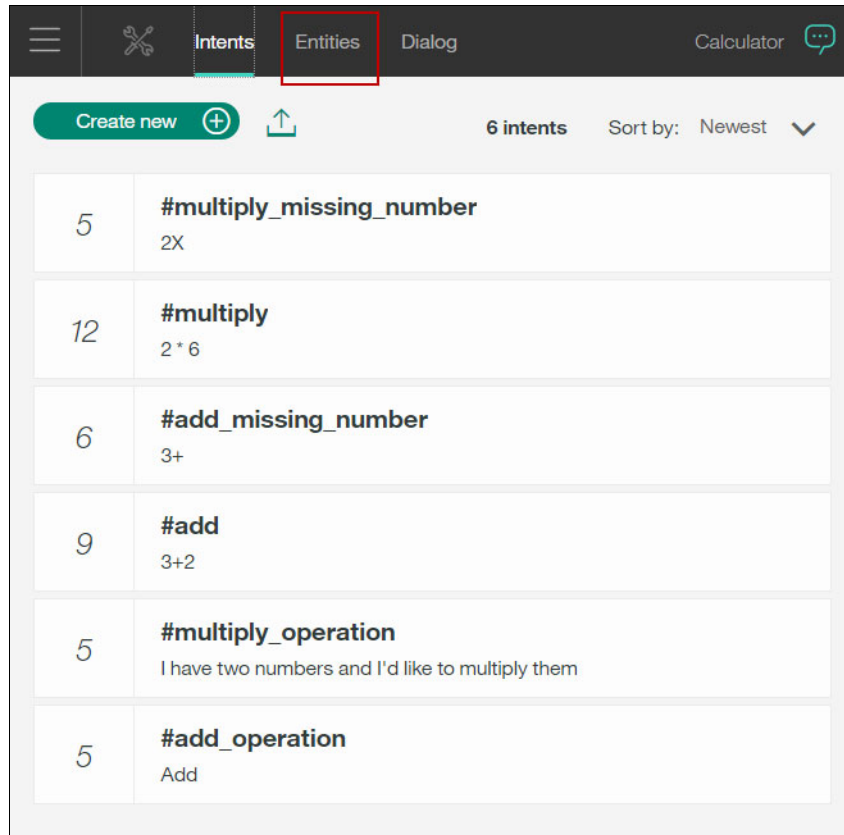 Intents Entities Dialog Calculator
Create new 6 intents Sort by: Newest
5 #multiply_missing_number
2X
12 #multiply
2 * 6
6 #add_missing_number
3+
9 #add
3+2
5 #multiply_operation
I have two numbers and I'd like to multiply them
5 #add_operation
Add